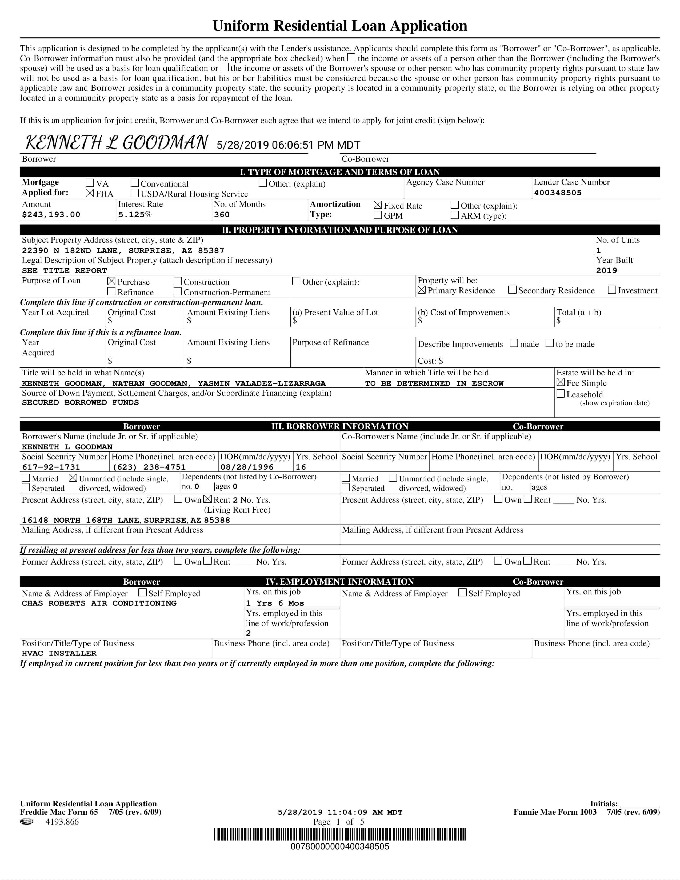 Uniform Residential Loan Application
This application is designed to be completed by the applicant(s) with the Lender's assistance. Applicants should complete this form as "Borrower" or "Co-Borrower", as applicable.
Co-Borrower information must also be provided (and the appropriate box checked) when ☐ the income or assets of a person other than the Borrower (including the Borrower's
spouse) will be used as a basis for loan qualification or ☐ the income or assets of the Borrower's spouse or other person who has community property rights pursuant to state law
will not be used as a basis for loan qualification, but his or her liabilities must be considered because the spouse or other person has community property rights pursuant to
applicable law and Borrower resides in a community property state, the security property is located in a community property state, or the Borrower is relying on other property
located in a community property state as a basis for repayment of the loan.
If this is an application for joint credit, Borrower and Co-Borrower each agree that we intend to apply for joint credit (sign below):
KENNETH L GOODMAN 5/28/2019 06:06:51 PM MDT
Borrower Co-Borrower
I. TYPE OF MORTGAGE AND TERMS OF LOAN
Mortgage ☐ VA ☐ Conventional ☐ Other: (explain) Agency Case Number Lender Case Number
Applied for: ☒ FHA ☐ USDA/Rural Housing Service 400348505
Amount Interest Rate No. of Months Amortization ☒ Fixed Rate ☐ Other (explain):
$243,193.00 5.125% 360 Type: ☐ GPM ☐ ARM (type):
II. PROPERTY INFORMATION AND PURPOSE OF LOAN
Subject Property Address (street, city, state & ZIP) No. of Units
22390 N 182ND LANE, SURPRISE, AZ 85387 1
Legal Description of Subject Property (attach description if necessary) Year Built
SEE TITLE REPORT 2019
Purpose of Loan ☒ Purchase ☐ Construction ☐ Other (explain): Property will be:
☐ Refinance ☐ Construction-Permanent ☒ Primary Residence ☐ Secondary Residence ☐ Investment
Complete this line if construction or construction-permanent loan.
Year Lot Acquired Original Cost Amount Existing Liens (a) Present Value of Lot (b) Cost of Improvements Total (a + b)
$ $ $ $ $
Complete this line if this is a refinance loan.
Year Original Cost Amount Existing Liens Purpose of Refinance Describe Improvements ☐ made ☐ to be made
Acquired
$ $ Cost: $
Title will be held in what Name(s) Manner in which Title will be held Estate will be held in:
KENNETH GOODMAN, NATHAN GOODMAN, YASMIN VALADEZ-LIZARRAGA TO BE DETERMINED IN ESCROW ☒ Fee Simple
Source of Down Payment, Settlement Charges, and/or Subordinate Financing (explain) ☐ Leasehold
SECURED BORROWED FUNDS (show expiration date)
Borrower III. BORROWER INFORMATION Co-Borrower
Borrower's Name (include Jr. or Sr. if applicable) Co-Borrower's Name (include Jr. or Sr. if applicable)
KENNETH L GOODMAN
Social Security Number Home Phone(incl. area code) DOB(mm/dd/yyyy) Yrs. School Social Security Number Home Phone(incl. area code) DOB(mm/dd/yyyy) Yrs. School
617-92-1731 (623) 236-4751 08/28/1996 16
☐ Married ☒ Unmarried (include single, Dependents (not listed by Co-Borrower) ☐ Married ☐ Unmarried (include single, Dependents (not listed by Borrower)
☐ Separated divorced, widowed) no. 0 ages 0 ☐ Separated divorced, widowed) no. ages
Present Address (street, city, state, ZIP) ☐ Own ☒ Rent 2 No. Yrs. Present Address (street, city, state, ZIP) ☐ Own ☐ Rent ____ No. Yrs.
(Living Rent Free)
16148 NORTH 168TH LANE, SURPRISE, AZ 85388
Mailing Address, if different from Present Address Mailing Address, if different from Present Address
If residing at present address for less than two years, complete the following:
Former Address (street, city, state, ZIP) ☐ Own ☐ Rent No. Yrs. Former Address (street, city, state, ZIP) ☐ Own ☐ Rent No. Yrs.
Borrower IV. EMPLOYMENT INFORMATION Co-Borrower
Name & Address of Employer ☐ Self Employed Yrs. on this job Name & Address of Employer ☐ Self Employed Yrs. on this job
CHAS ROBERTS AIR CONDITIONING 1 Yrs 6 Mos
Yrs. employed in this Yrs. employed in this
line of work/profession line of work/profession
2
Position/Title/Type of Business Business Phone (incl. area code) Position/Title/Type of Business Business Phone (incl. area code)
HVAC INSTALLER
If employed in current position for less than two years or if currently employed in more than one position, complete the following:
Uniform Residential Loan Application Initials:
Freddie Mac Form 65 7/05 (rev. 6/09) 5/28/2019 11:04:09 AM MDT Fannie Mae Form 1003 7/05 (rev. 6/09)
4193.866 Page 1 of 5
00780000000400348505